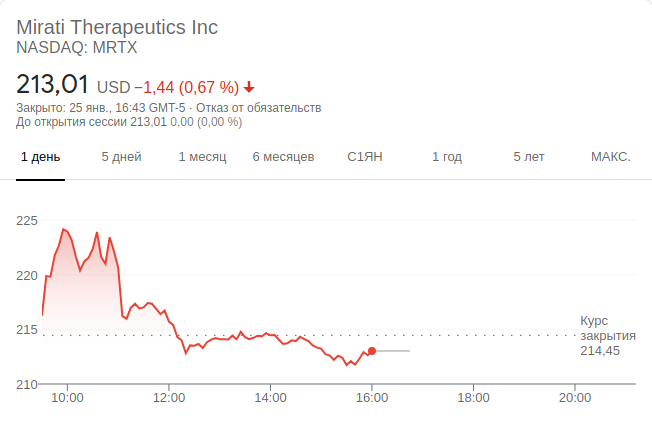 Mirati Therapeutics Inc
NASDAQ: MRTX
213,01 USD −1,44 (0,67 %)
Закрыто: 25 янв., 16:43 GMT-5 · Отказ от обязательств
До открытия сессии 213,01 0,00 (0,00 %)
1 день 5 дней 1 месяц 6 месяцев С1ЯН 1 год 5 лет МАКС.
225
220
215
Курс
закрытия
214,45
210
10:00 12:00 14:00 16:00 18:00 20:00